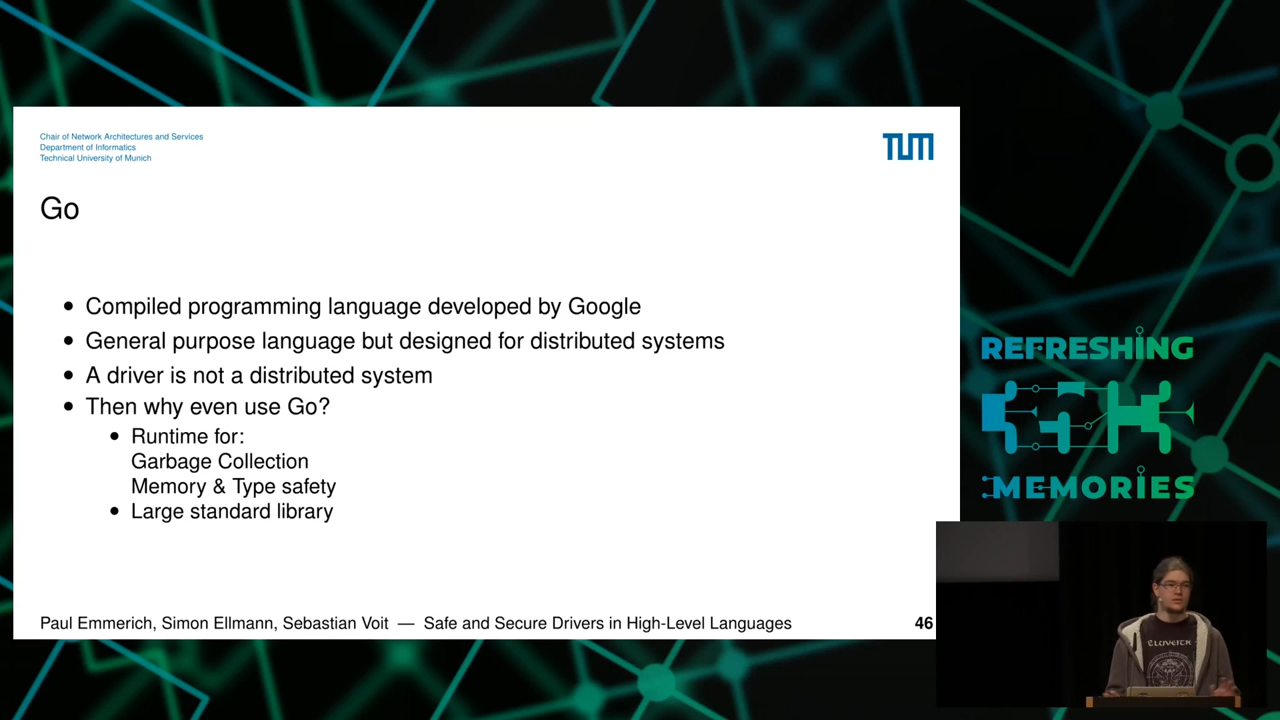 Chair of Network Architectures and Services
Department of Informatics
Technical University of Munich
TUM
Go
• Compiled programming language developed by Google
• General purpose language but designed for distributed systems
• A driver is not a distributed system
• Then why even use Go?
• Runtime for:
Garbage Collection
Memory & Type safety
• Large standard library
Paul Emmerich, Simon Ellmann, Sebastian Voit — Safe and Secure Drivers in High-Level Languages
46
REFRESHING
35C3
MEMORIES
ELUVEITIE